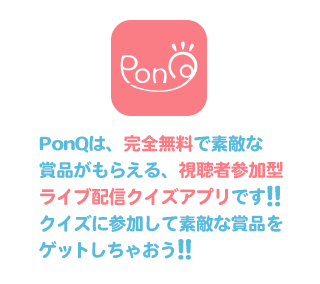 PonQ
PonQは、完全無料で素敵な
賞品がもらえる、視聴者参加型
ライブ配信クイズアプリです!!
クイズに参加して素敵な賞品を
ゲットしちゃおう!!